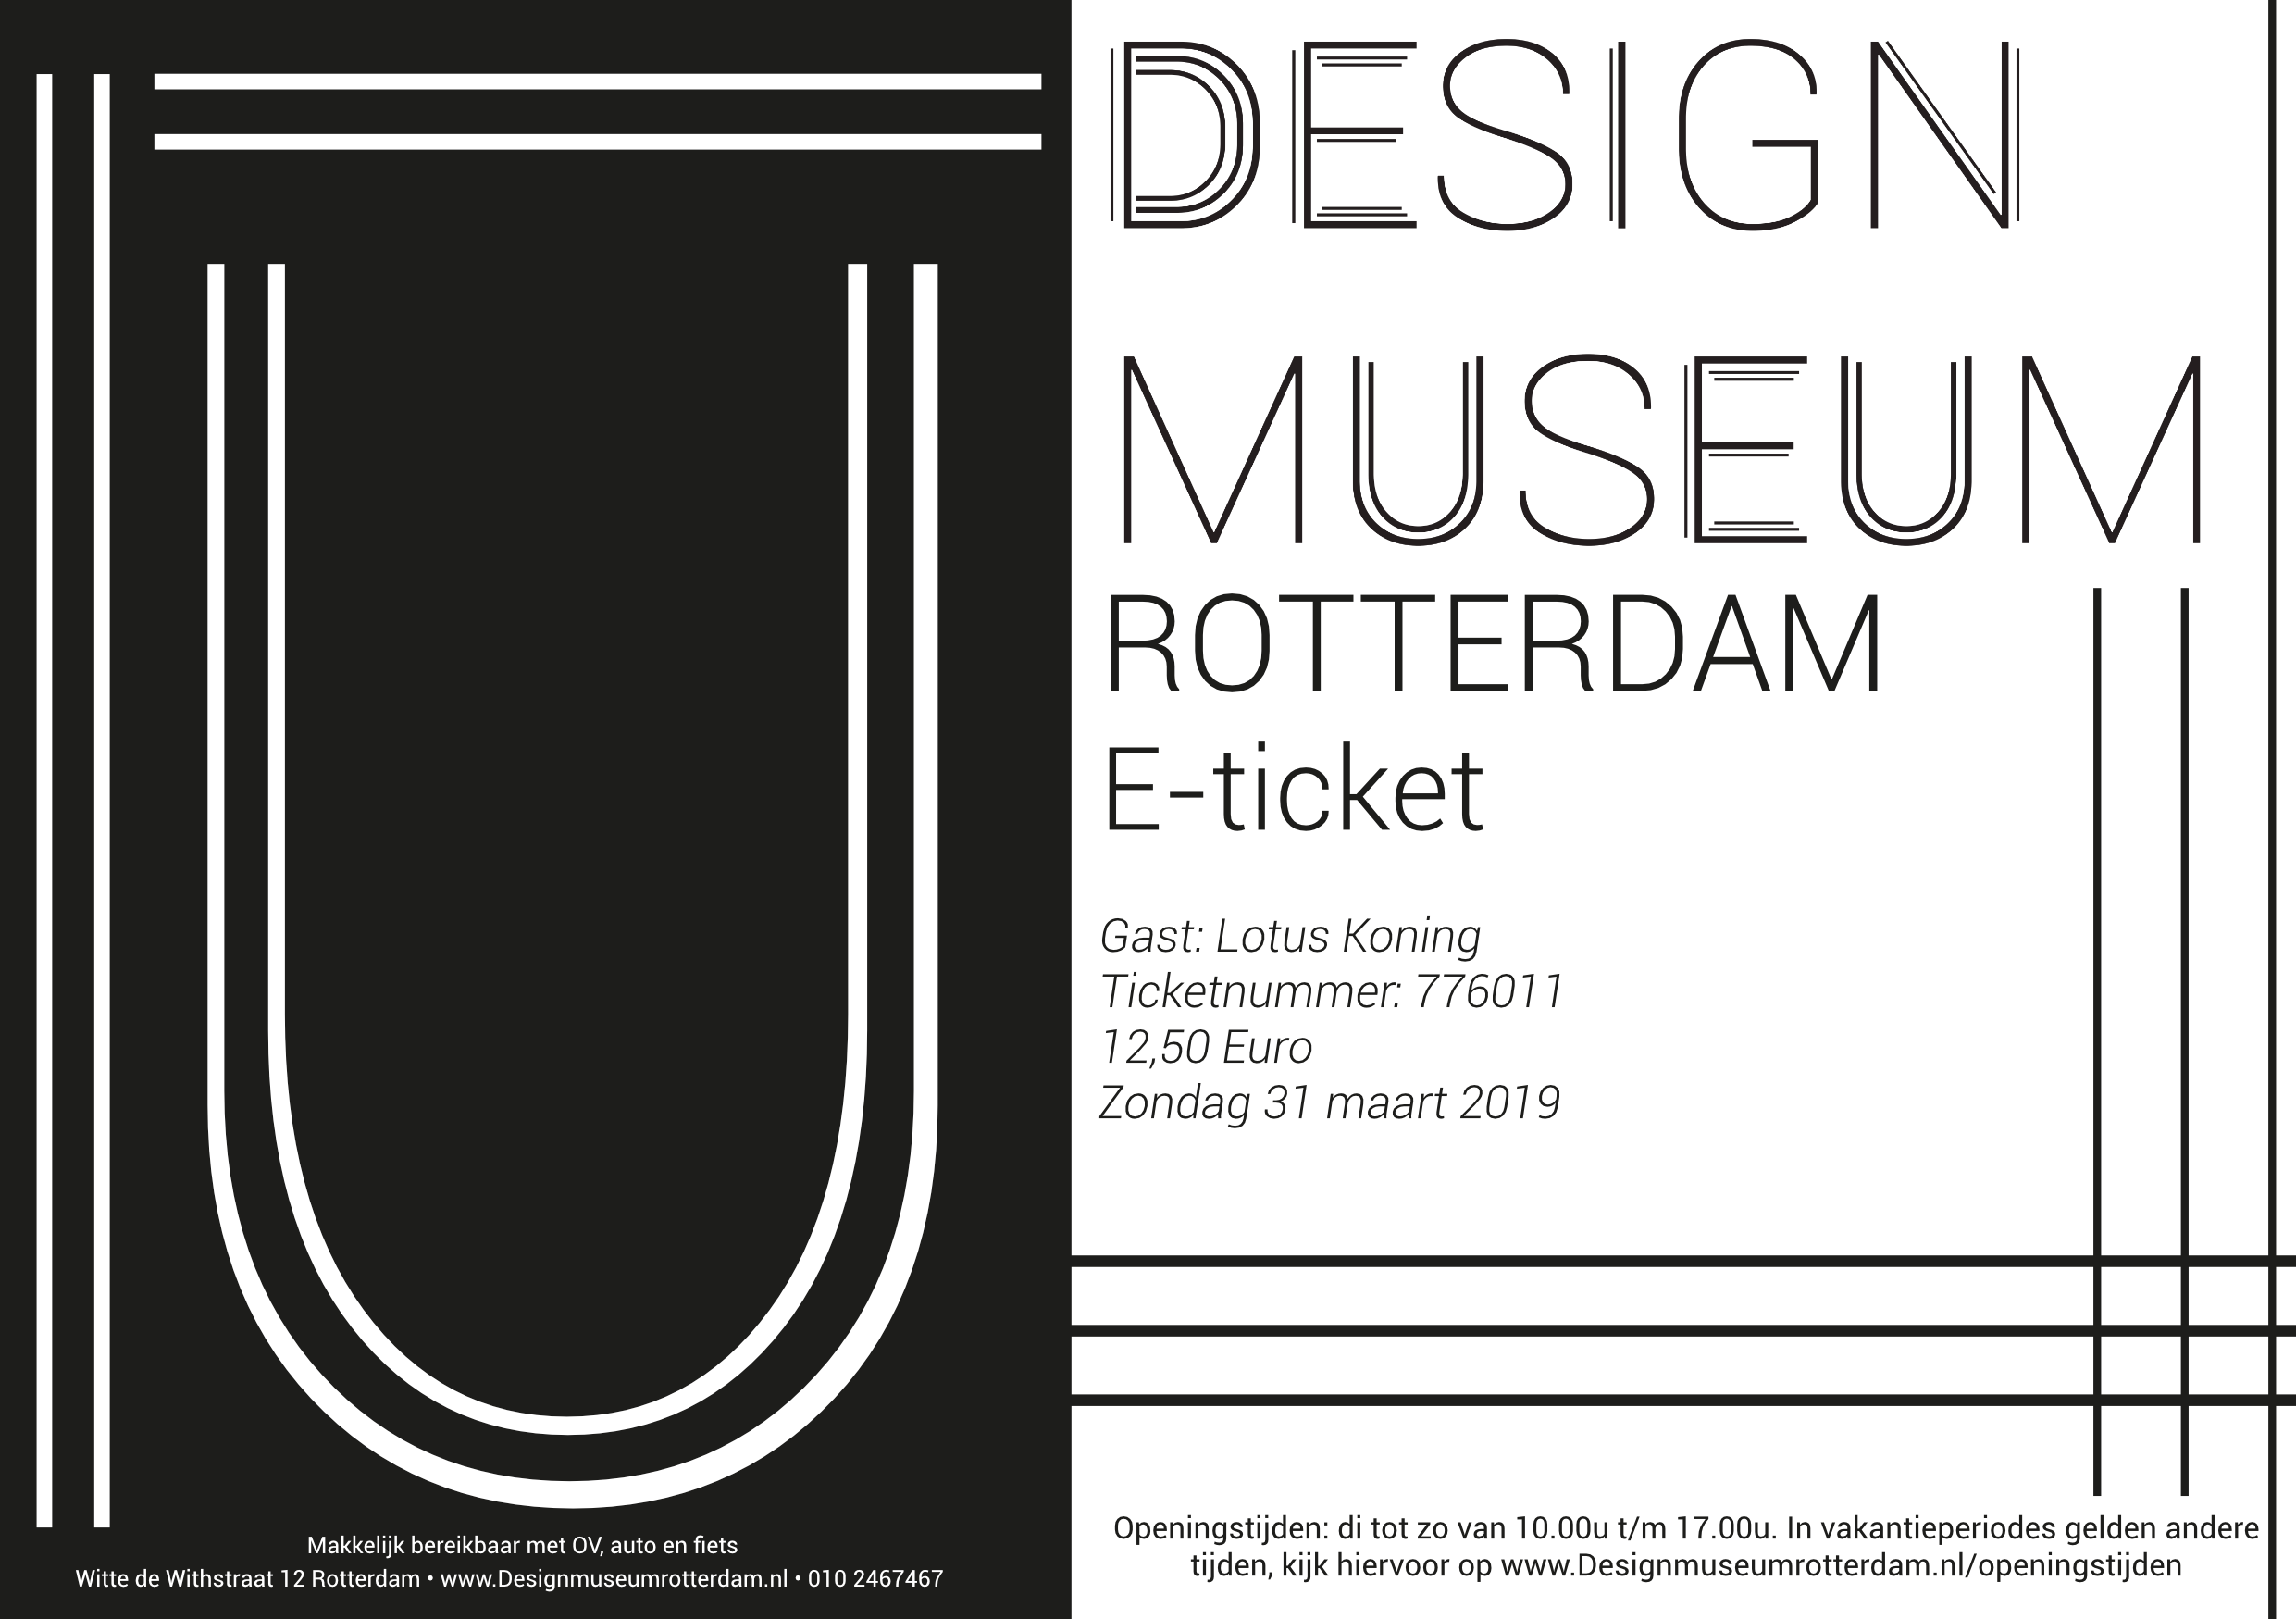 DESIGN
MUSEUM
ROTTERDAM
E-ticket
Gast: Lotus Koning
Ticketnummer: 776011
12,50 Euro
Zondag 31 maart 2019
Makkelijk bereikbaar met OV, auto en fiets
Witte de Withstraat 12 Rotterdam • www.Designmuseumrotterdam.nl • 010 2467467
Openingstijden: di tot zo van 10.00u t/m 17.00u. In vakantieperiodes gelden andere
tijden, kijk hiervoor op www.Designmuseumrotterdam.nl/openingstijden